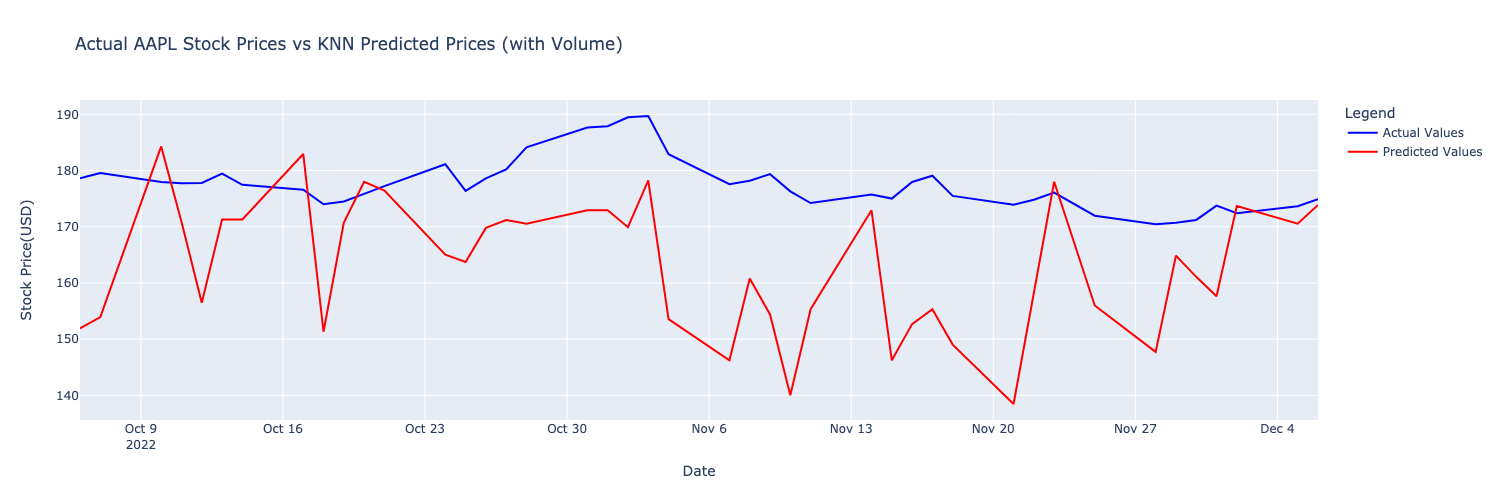 Actual AAPL Stock Prices vs KNN Predicted Prices (with Volume)
Legend
Actual Values
Predicted Values
Stock Price(USD)
190
180
170
160
150
140
Oct 9
2022
Oct 16
Oct 23
Oct 30
Nov 6
Nov 13
Nov 20
Nov 27
Dec 4
Date